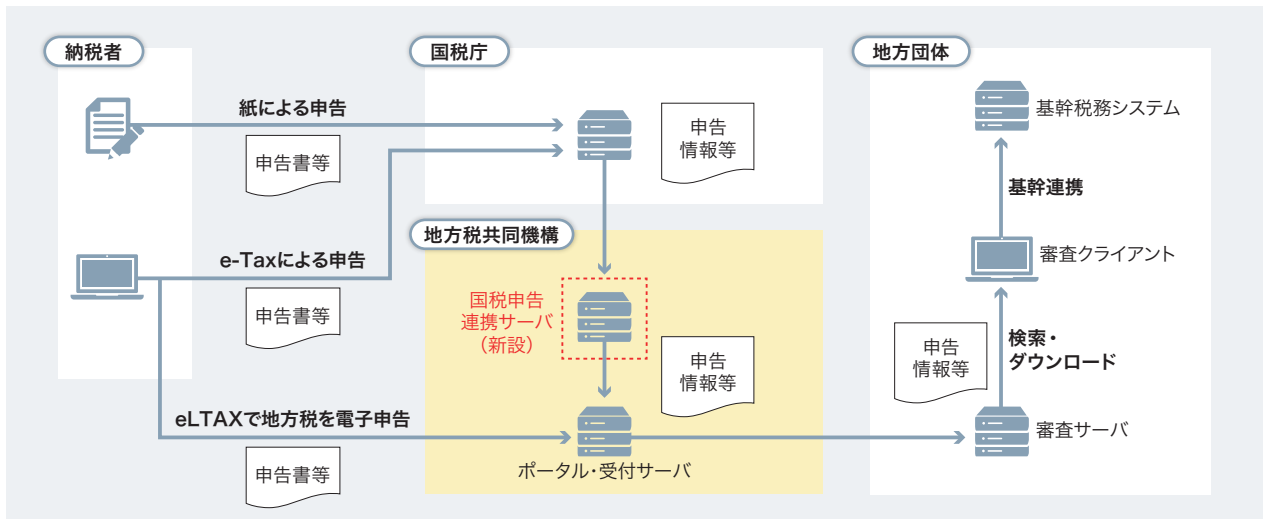 納税者
国税庁
地方団体
紙による申告
申告書等
申告
情報等
基幹税務システム
基幹連携
地方税共同機構
e-Taxによる申告
申告書等
審査クライアント
国税申告
連携サーバ
（新設）
申告
情報等
申告
情報等
検索・
ダウンロード
eLTAXで地方税を電子申告
申告書等
ポータル・受付サーバ
審査サーバ